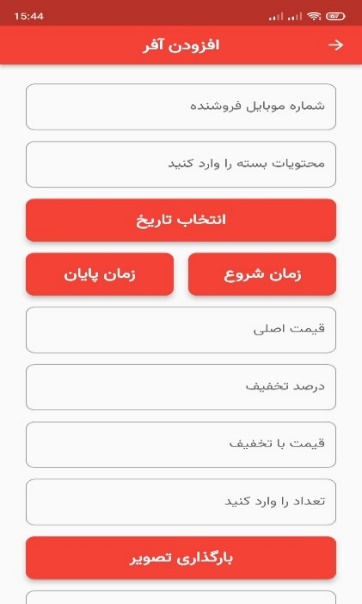 15:44
67
افزودن آفر
شماره موبایل فروشنده
محتویات بسته را وارد کنید
انتخاب تاریخ
زمان شروع
زمان پایان
قیمت اصلی
درصد تخفیف
قیمت با تخفیف
تعداد را وارد کنید
بارگذاری تصویر